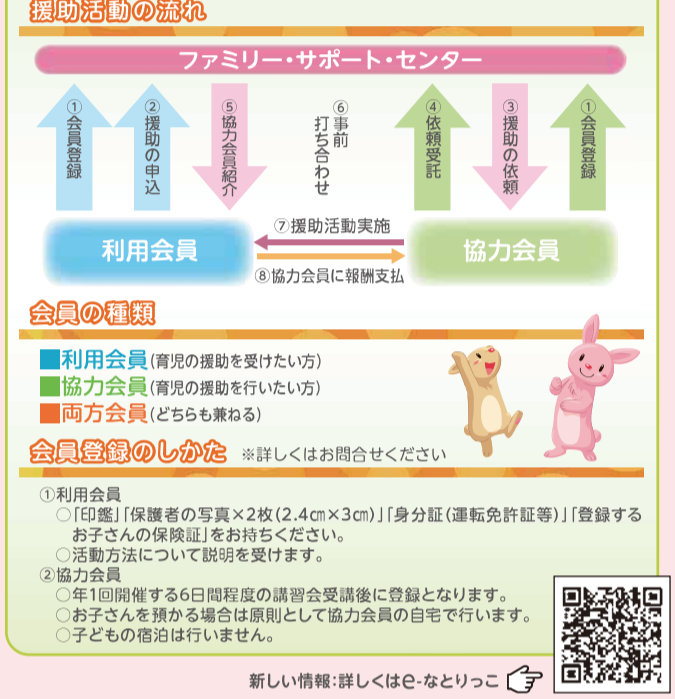 援助活動の流れ
ファミリー・サポート・センター
①会員登録
②援助の申込
⑤協力会員紹介
⑥事前
打ち合わせ
④依頼受託
③援助の依頼
①会員登録
利用会員
⑦援助活動実施
⑧協力会員に報酬支払
協力会員
会員の種類
■利用会員(育児の援助を受けたい方)
■協力会員(育児の援助を行いたい方)
■両方会員(どちらも兼ねる)
会員登録のしかた ※詳しくはお問合せください
①利用会員
○「印鑑」「保護者の写真×2枚(2.4㎝×3㎝)」「身分証(運転免許証等)」「登録する
お子さんの保険証」をお持ちください。
○活動方法について説明を受けます。
②協力会員
○年1回開催する6日間程度の講習会受講後に登録となります。
○お子さんを預かる場合は原則として協力会員の自宅で行います。
○子どもの宿泊は行いません。
新しい情報:詳しくはe-なとりっこ